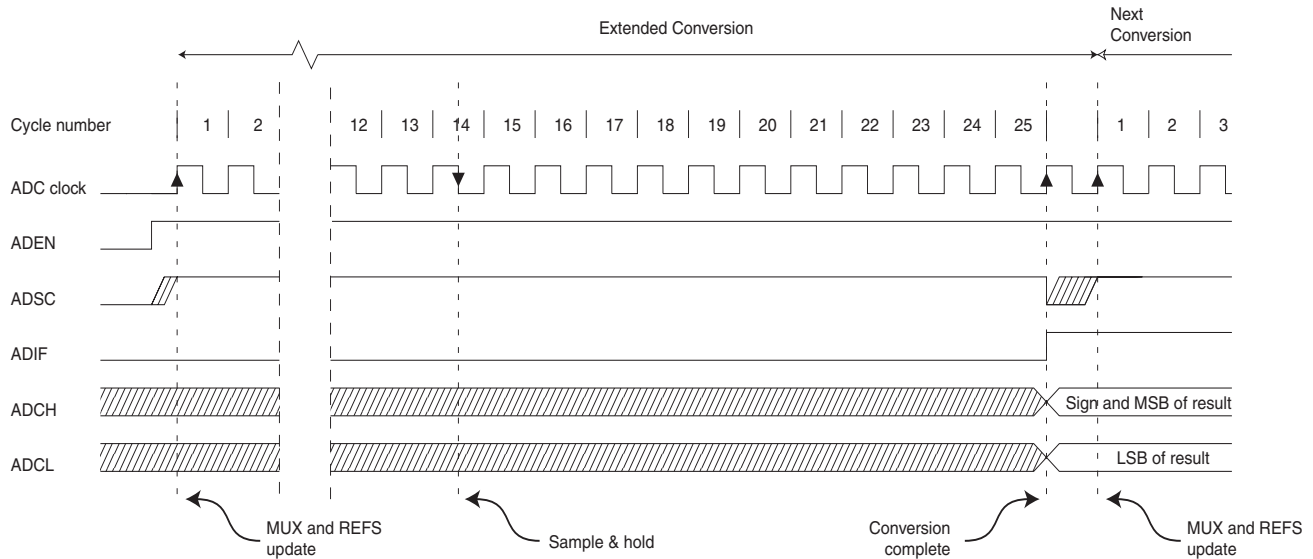 Extended Conversion
Next
Conversion
Cycle number 1 2 12 13 14 15 16 17 18 19 20 21 22 23 24 25 1 2 3
ADC clock
ADEN
ADSC
ADIF
ADCH Sign and MSB of result
ADCL LSB of result
MUX and REFS
update
Sample & hold
Conversion
complete
MUX and REFS
update